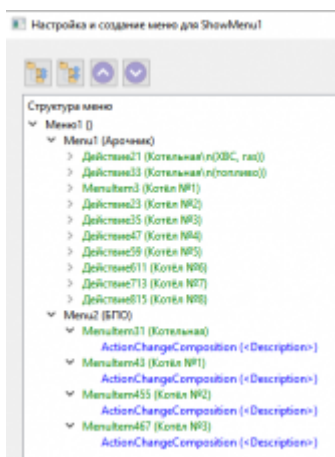 Настройка и создание меню для ShowMenu1
Структура меню
Меню1 ()
Menu1 (Арочник)
Действие21 (Котельная\n(ХВС, газ))
Действие33 (Котельная\n(топливо))
MenuItem3 (Котёл №1)
Действие23 (Котёл №2)
Действие35 (Котёл №3)
Действие47 (Котёл №4)
Действие59 (Котёл №5)
Действие611 (Котёл №6)
Действие713 (Котёл №7)
Действие815 (Котёл №8)
Menu2 (БПО)
MenuItem31 (Котельная)
ActionChangeComposition (<Description>)
MenuItem43 (Котёл №1)
ActionChangeComposition (<Description>)
MenuItem455 (Котёл №2)
ActionChangeComposition (<Description>)
MenuItem467 (Котёл №3)
ActionChangeComposition (<Description>)